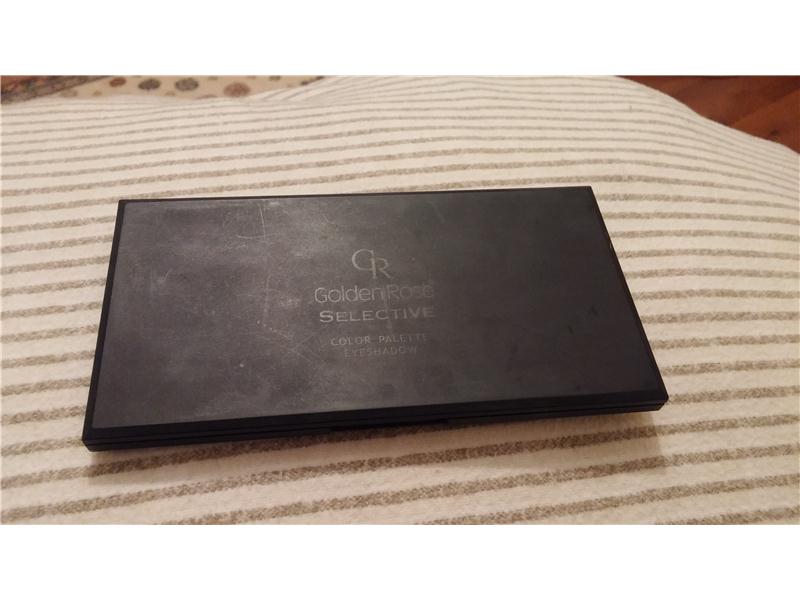 GR
Golden Rose
SELECTIVE
COLOR PALETTE
EYESHADOW